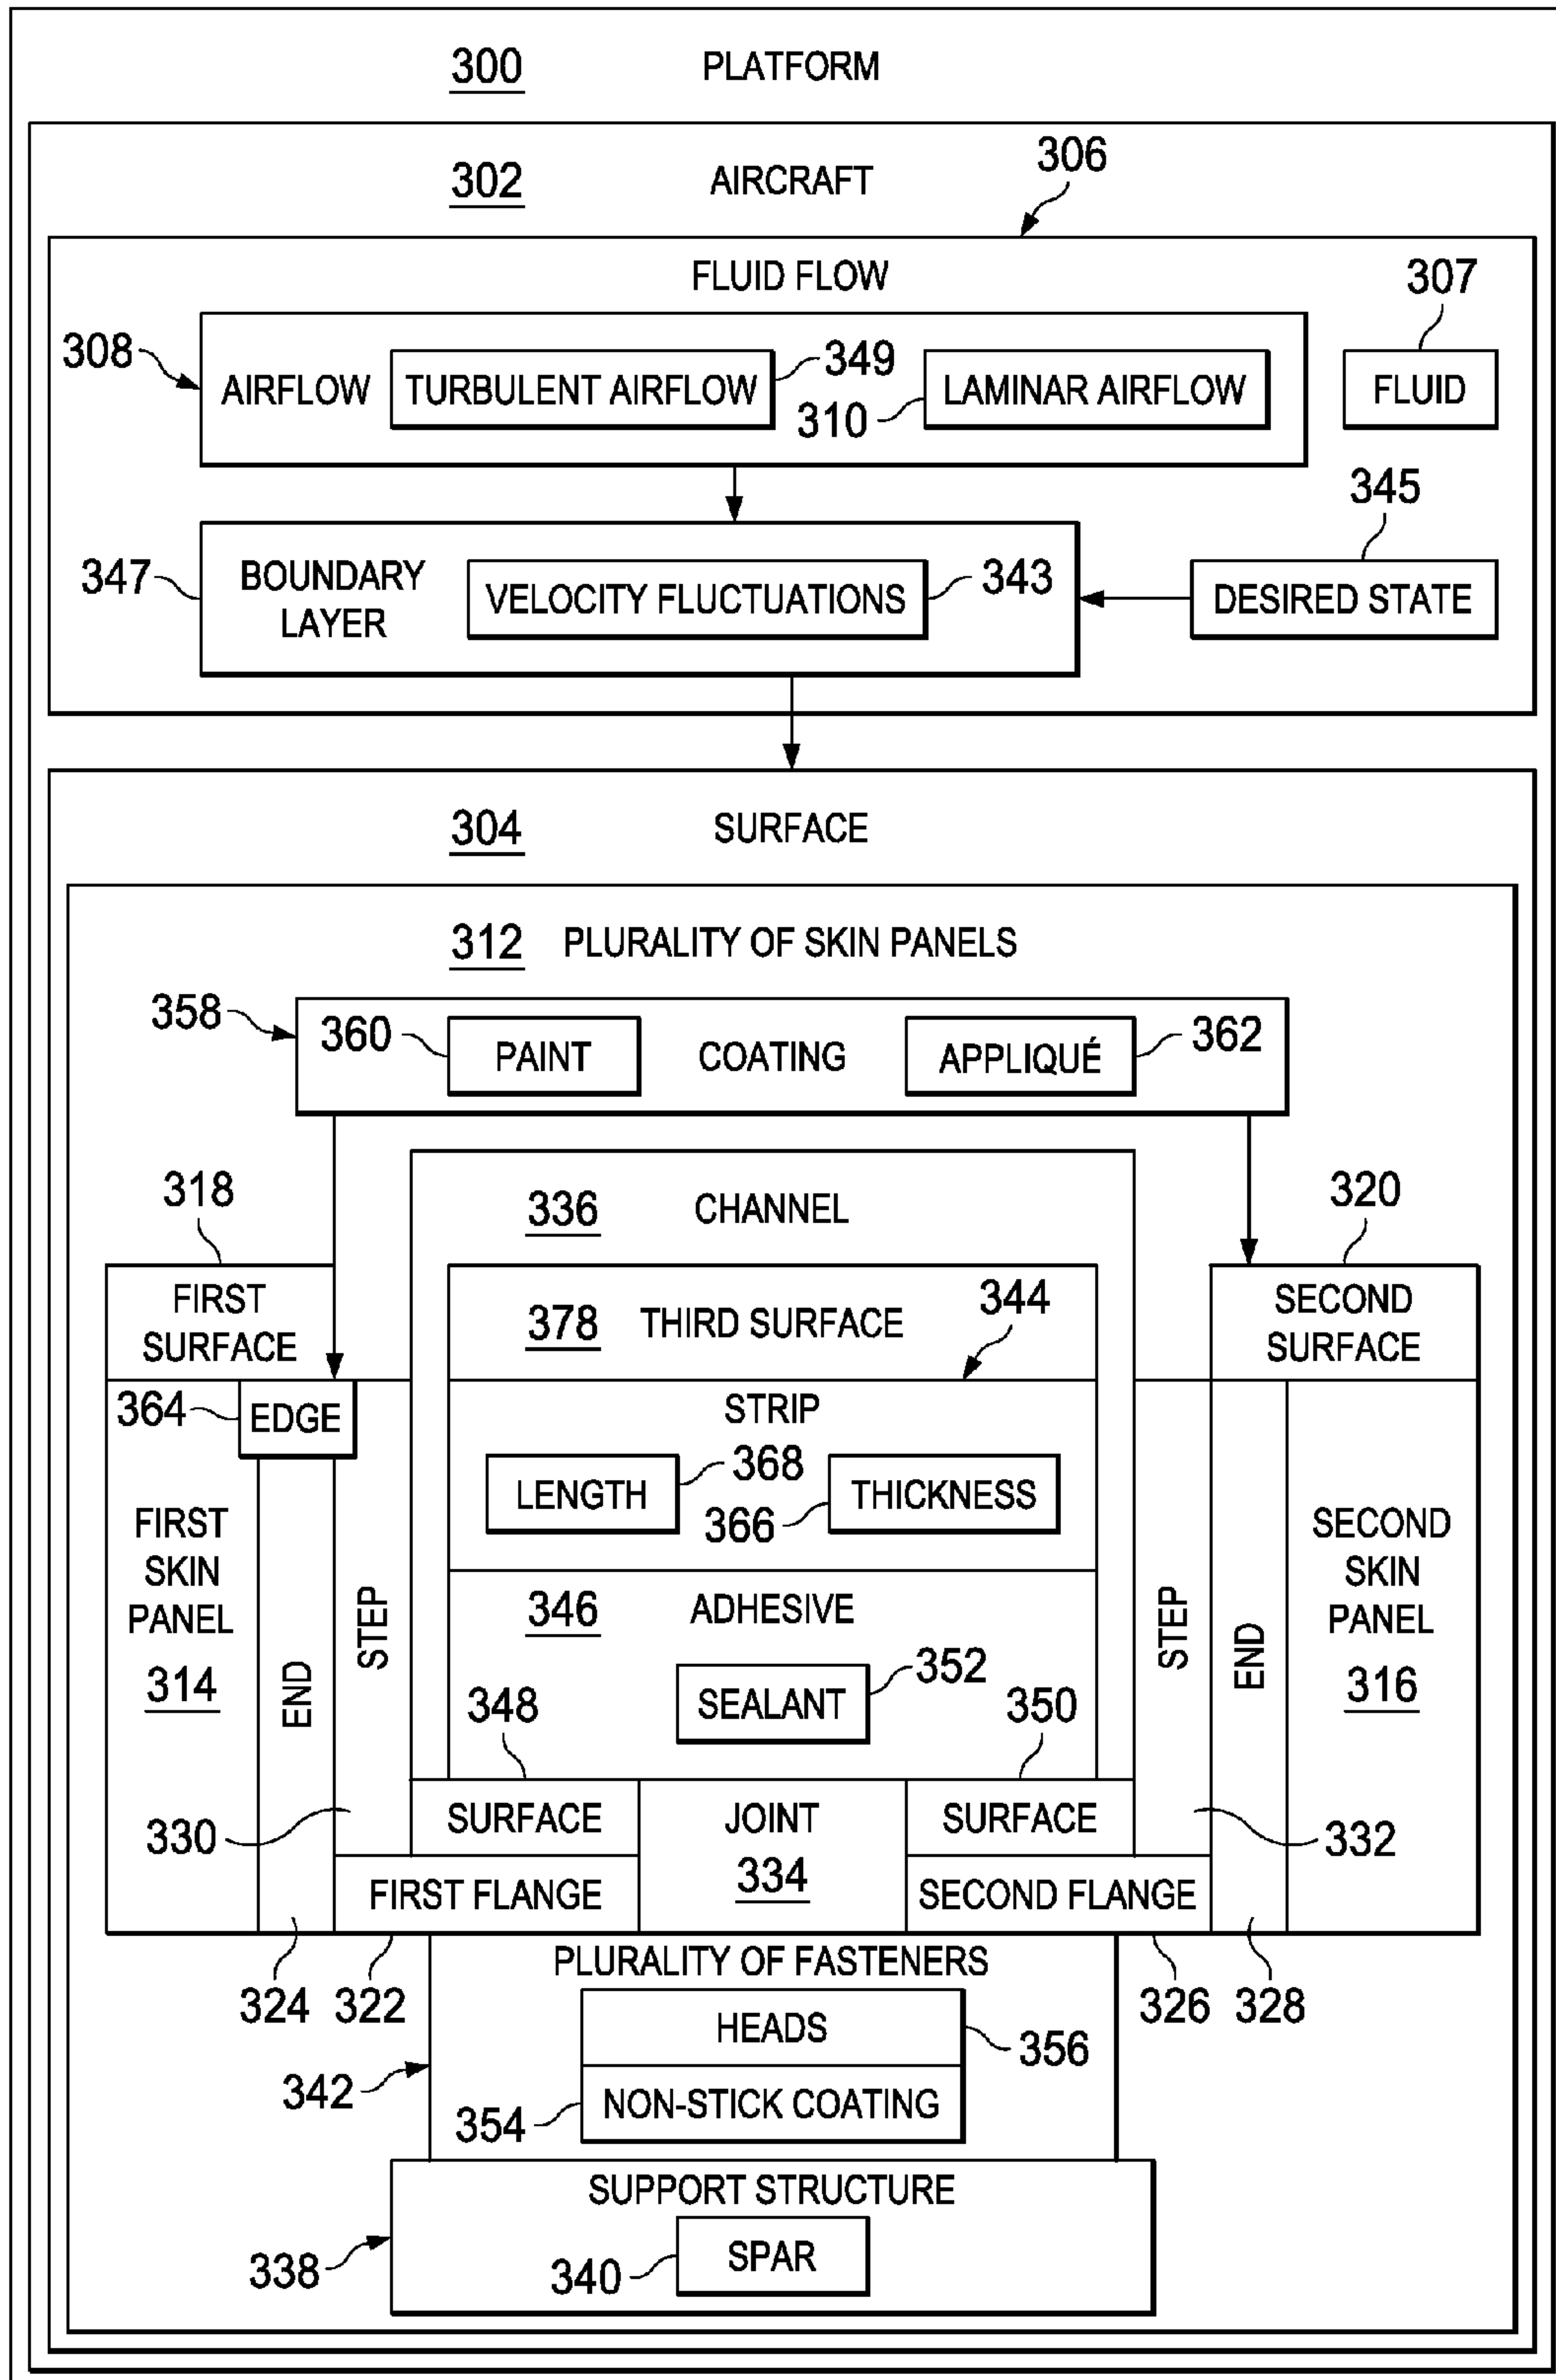 300 PLATFORM
302 AIRCRAFT
306
FLUID FLOW
307
308
AIRFLOW
TURBULENT AIRFLOW
349
310
LAMINAR AIRFLOW
FLUID
345
347
BOUNDARY
LAYER
VELOCITY FLUCTUATIONS
343
DESIRED STATE
304 SURFACE
312 PLURALITY OF SKIN PANELS
358
360
PAINT
COATING
APPLIQUÉ
362
318
336 CHANNEL
320
FIRST
SURFACE
378 THIRD SURFACE
344
SECOND
SURFACE
364
EDGE
STRIP
LENGTH
368
366
THICKNESS
FIRST
SKIN
PANEL
314
END
STEP
346 ADHESIVE
SEALANT
352
STEP
END
SECOND
SKIN
PANEL
316
348
350
330
SURFACE
JOINT
334
SURFACE
332
FIRST FLANGE
SECOND FLANGE
324
322
PLURALITY OF FASTENERS
326
328
HEADS
356
342
354
NON-STICK COATING
SUPPORT STRUCTURE
338
340
SPAR